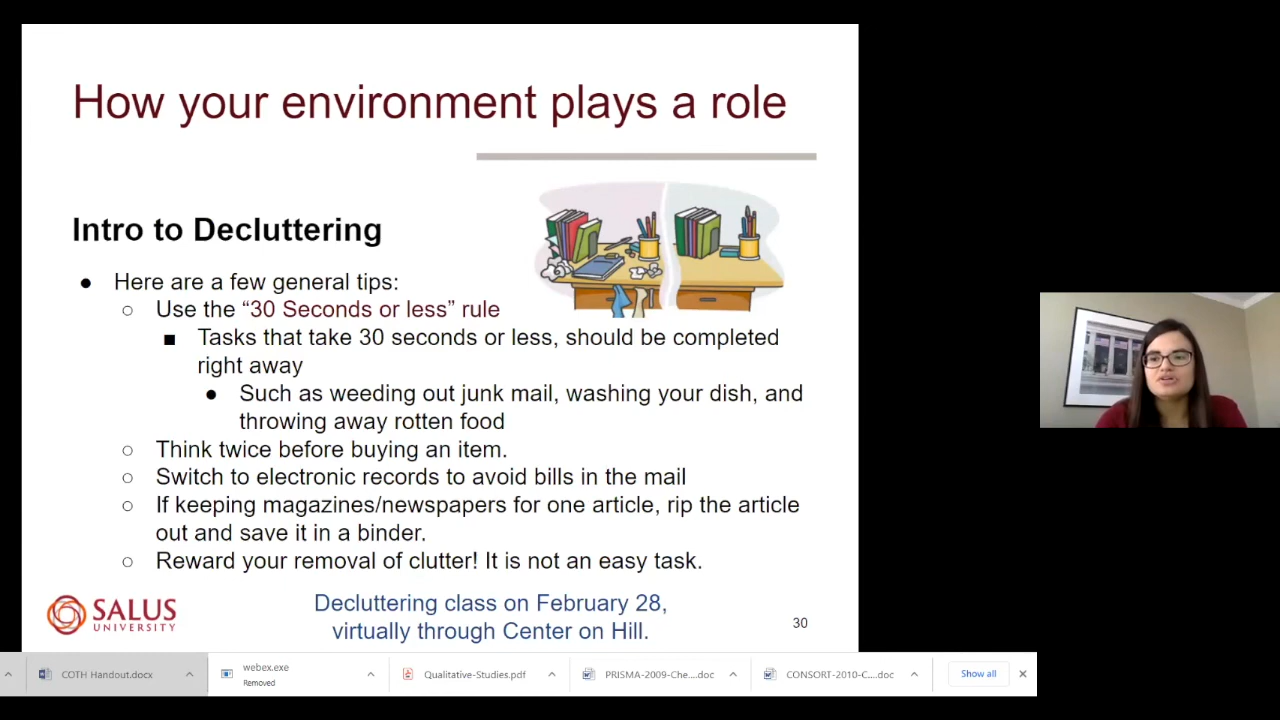 How your environment plays a role
Intro to Decluttering
● Here are a few general tips:
○ Use the “30 Seconds or less” rule
■ Tasks that take 30 seconds or less, should be completed
right away
● Such as weeding out junk mail, washing your dish, and
throwing away rotten food
○ Think twice before buying an item.
○ Switch to electronic records to avoid bills in the mail
○ If keeping magazines/newspapers for one article, rip the article
out and save it in a binder.
○ Reward your removal of clutter! It is not an easy task.
SALUS
UNIVERSITY
Decluttering class on February 28,
virtually through Center on Hill.
30
COTH Handout.docx
webex.exe
Removed
Qualitative-Studies.pdf
PRISMA-2009-Che....doc
CONSORT-2010-C....doc
Show all